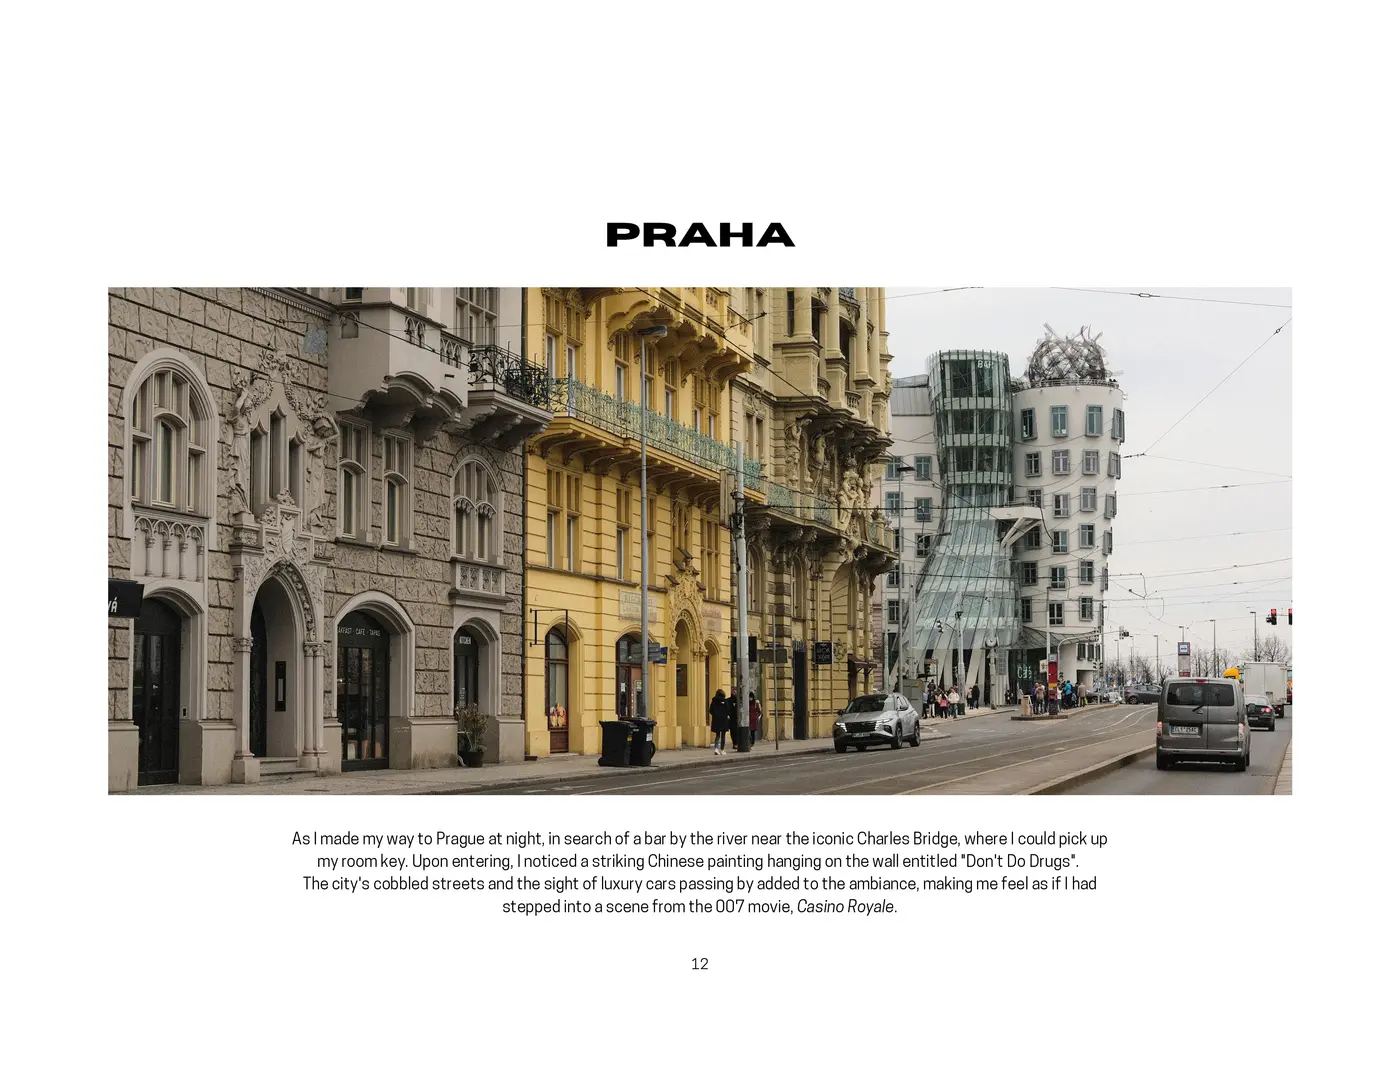 PRAHA
VÁ
KITCHEN
Café
As I made my way to Prague at night, in search of a bar by the river near the iconic Charles Bridge, where I could pick up
my room key. Upon entering, I noticed a striking Chinese painting hanging on the wall entitled "Don't Do Drugs".
The city's cobbled streets and the sight of luxury cars passing by added to the ambiance, making me feel as if I had
stepped into a scene from the 007 movie, Casino Royale.
12